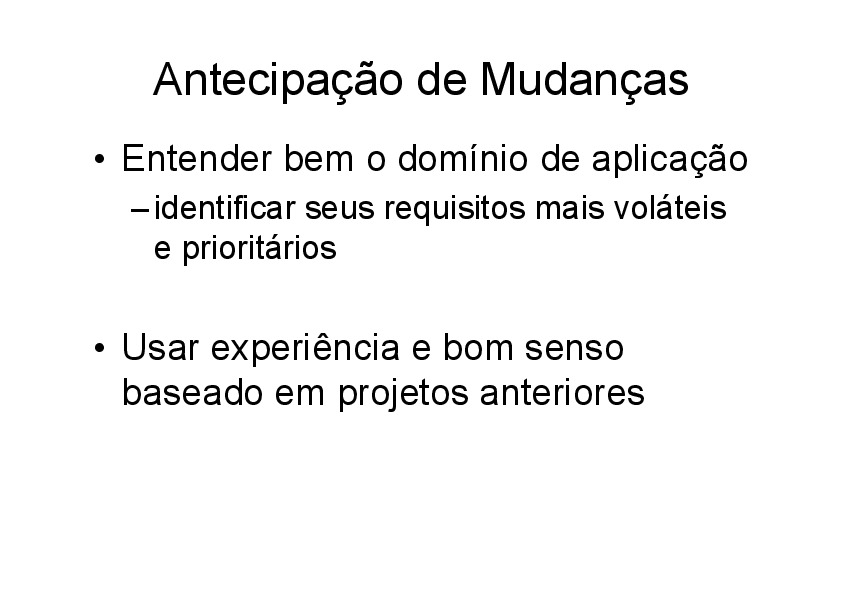 Antecipação de Mudanças
• Entender bem o domínio de aplicação
– identificar seus requisitos mais voláteis
e prioritários
• Usar experiência e bom senso
baseado em projetos anteriores